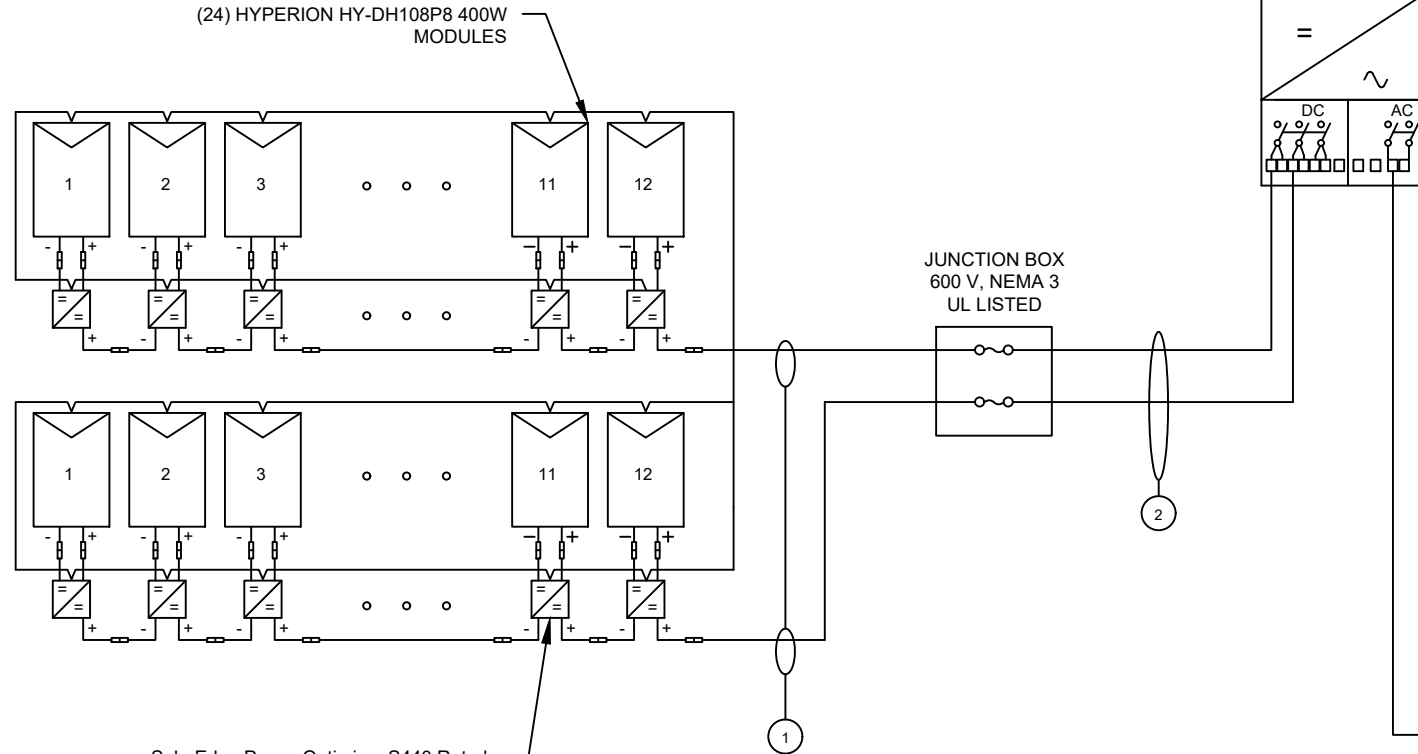 (24) HYPERION HY-DH108P8 400W
MODULES
=
DC AC
1 2 3 11 12
- + - + - + - + - +
= = = = =
= = = = =
+ - + - + - + - +
JUNCTION BOX
600 V, NEMA 3
UL LISTED
1 2 3 11 12
- + - + - + - + - +
= = = = =
= = = = =
+ - + - + - + - +
2
1